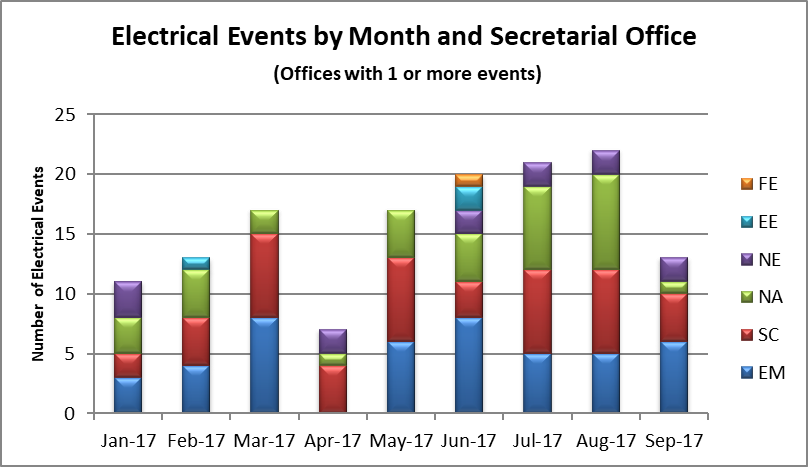 Electrical Events by Month and Secretarial Office
(Offices with 1 or more events)
Number of Electrical Events
25
20
15
10
5
0
Jan-17 Feb-17 Mar-17 Apr-17 May-17 Jun-17 Jul-17 Aug-17 Sep-17
FE
EE
NE
NA
SC
EM